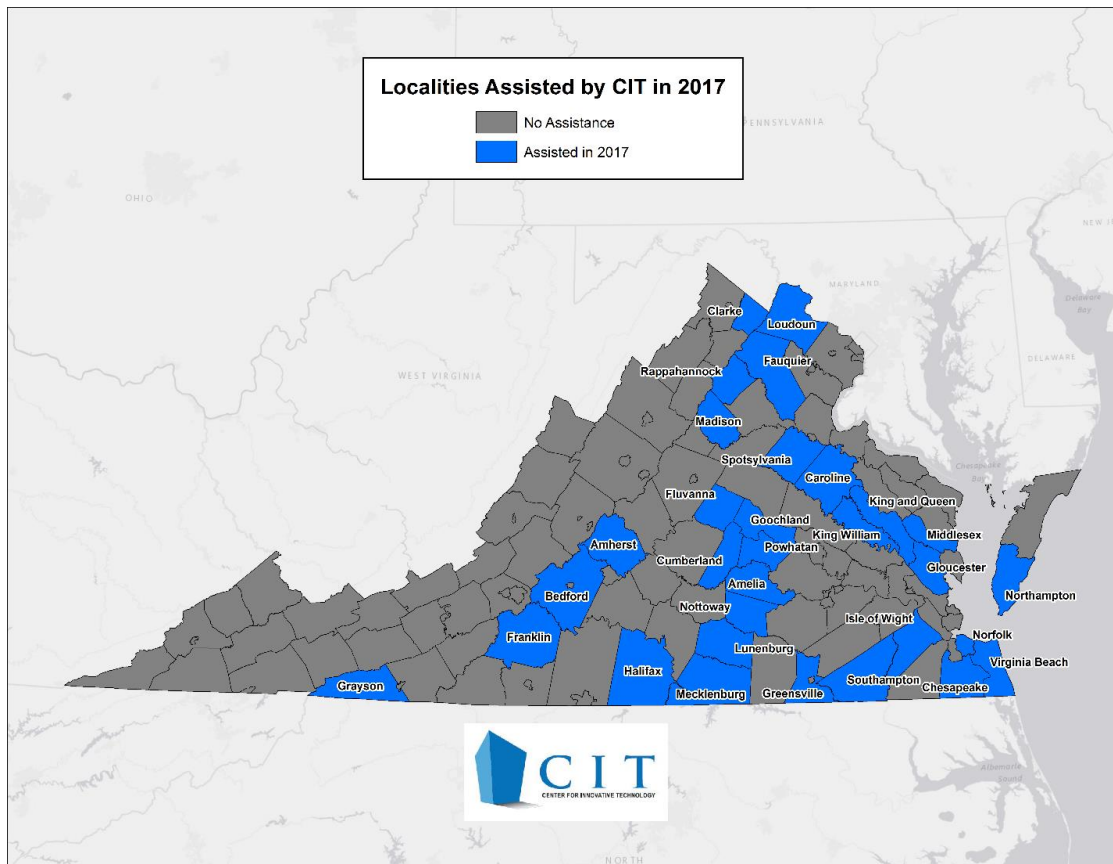 Localities Assisted by CIT in 2017
No Assistance
Assisted in 2017
PENNSYLVANIA
OHIO
NEW
MARYLAND
Delaware
Bay
DELAWARE
WEST VIRGINIA
Clarke
Loudoun
Fauquier
Rappahannock
Madison
Spotsylvania
Caroline
Chesapeake
Bay
Fluvanna
King and Queen
Goochland
King William
Middlesex
Amherst
Powhatan
Cumberland
Gloucester
Amelia
Bedford
Northampton
Nottoway
Isle of Wight
Franklin
Norfolk
Lunenburg
Virginia Beach
Halifax
Southampton
Grayson
Chesapeake
Mecklenburg
Greensville
CIT
CENTER FOR INNOVATIVE TECHNOLOGY
Albemarle
Sound
NORTH